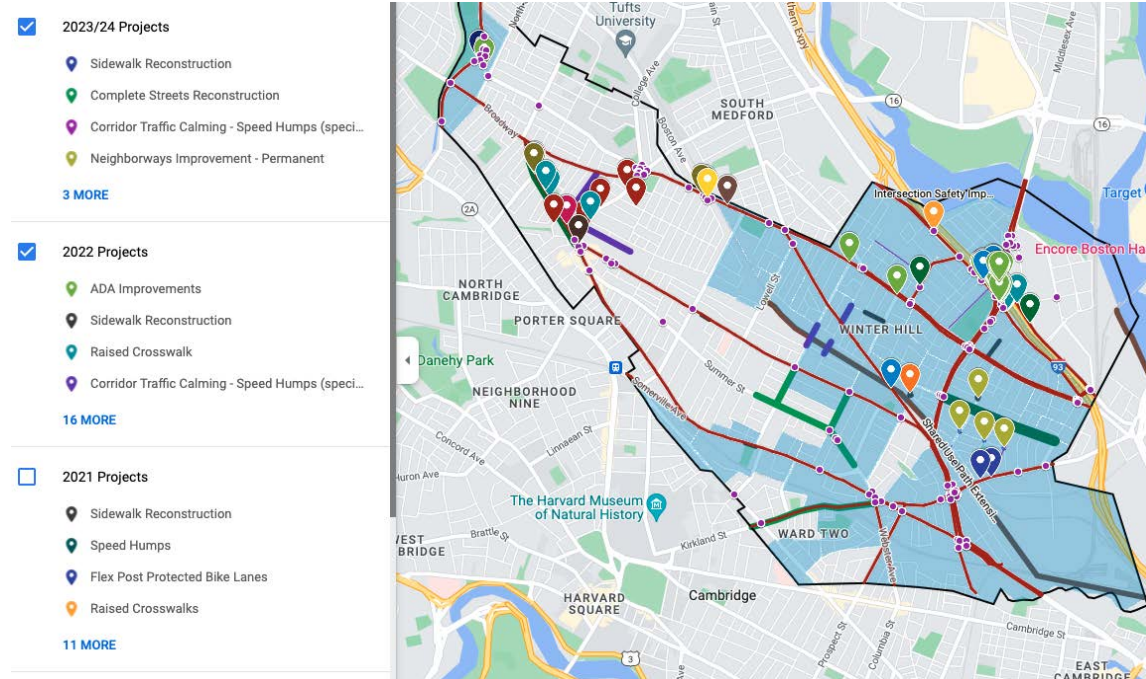 2023/24 Projects
Sidewalk Reconstruction
Complete Streets Reconstruction
Corridor Traffic Calming - Speed Humps (speci...
Neighborways Improvement - Permanent
3 MORE
2022 Projects
ADA Improvements
Sidewalk Reconstruction
Raised Crosswalk
Corridor Traffic Calming - Speed Humps (speci...
16 MORE
2021 Projects
Sidewalk Reconstruction
Speed Humps
Flex Post Protected Bike Lanes
Raised Crosswalks
11 MORE
Tufts
University
thern Expy
Middlesex Ave
College Ave
Boston Ave
Broadway
SOUTH
MEDFORD
16
16
2A
Target
Intersection Safety Imp...
Encore Boston Ha
NORTH
CAMBRIDGE
PORTER SQUARE
Lowell St
WINTER HILL
Danehy Park
93
NEIGHBORHOOD
NINE
Summer St
Somerville Ave
Linnaean St
Concord Ave
Huron Ave
Shared Use Path Extensi...
The Harvard Museum
of Natural History
Brattle St
Kirkland St
WARD TWO
Webster Ave
WEST
BRIDGE
HARVARD
SQUARE
Cambridge
Prospect St
Columbia St
Cambridge St
3
EAST
CAMBRIDGE